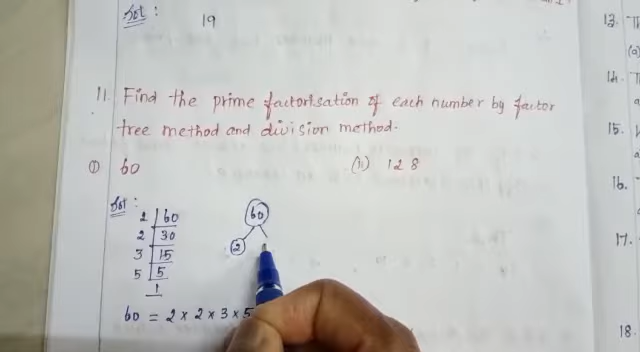 Sol :
19
11. Find the prime factorisation of each number by factor
tree method and division method.
(i) 60
(ii) 128
Sol :
2 | 60
2 | 30
3 | 15
5 | 5
1
60
2
60 = 2 × 2 × 3 × 5
13. Th
(a)
14. T
15.
a
16.
17.
18.